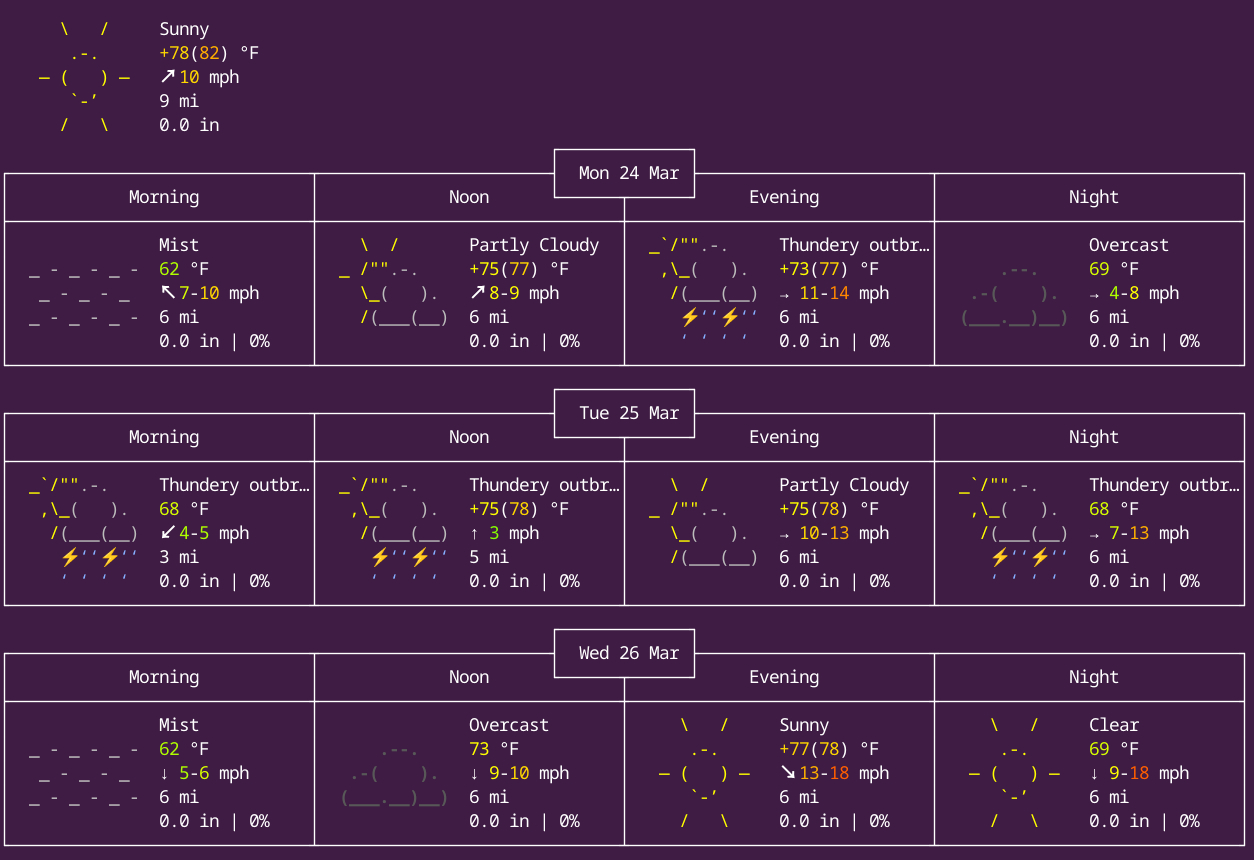 Sunny
+78(82) °F
↗10 mph
9 mi
0.0 in
Mon 24 Mar
Morning Noon Evening Night
Mist Partly Cloudy Thundery outbr… Overcast
62 °F +75(77) °F +73(77) °F 69 °F
↖7-10 mph ↗8-9 mph → 11-14 mph → 4-8 mph
6 mi 6 mi 6 mi 6 mi
0.0 in | 0% 0.0 in | 0% 0.0 in | 0% 0.0 in | 0%
Tue 25 Mar
Morning Noon Evening Night
Thundery outbr… Thundery outbr… Partly Cloudy Thundery outbr…
68 °F +75(78) °F +75(78) °F 68 °F
↙4-5 mph ↑ 3 mph → 10-13 mph → 7-13 mph
3 mi 5 mi 6 mi 6 mi
0.0 in | 0% 0.0 in | 0% 0.0 in | 0% 0.0 in | 0%
Wed 26 Mar
Morning Noon Evening Night
Mist Overcast Sunny Clear
62 °F 73 °F +77(78) °F 69 °F
↓ 5-6 mph ↓ 9-10 mph ↘13-18 mph ↓ 9-18 mph
6 mi 6 mi 6 mi 6 mi
0.0 in | 0% 0.0 in | 0% 0.0 in | 0% 0.0 in | 0%